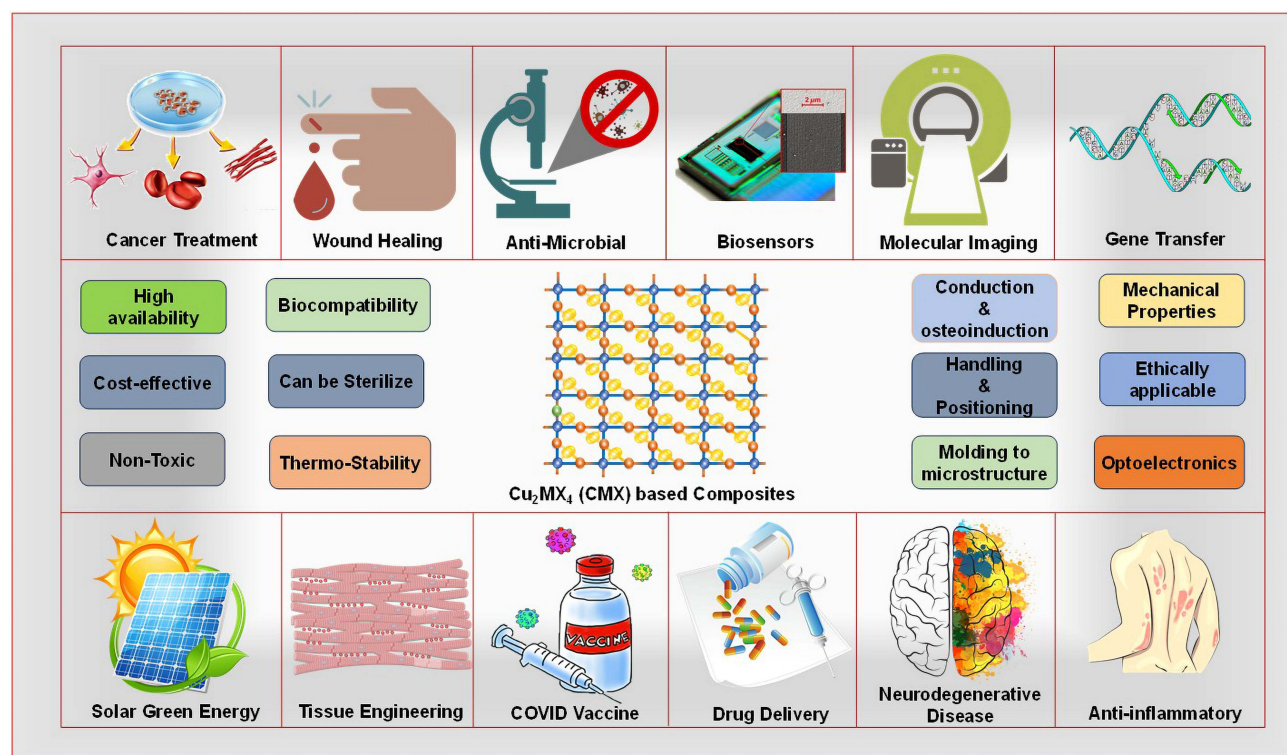 2 µm
Cancer Treatment
Wound Healing
Anti-Microbial
Biosensors
Molecular Imaging
Gene Transfer
High
availability
Biocompatibility
Conduction
&
osteoinduction
Mechanical
Properties
Cost-effective
Can be Sterilize
Handling
&
Positioning
Ethically
applicable
Non-Toxic
Thermo-Stability
Molding to
microstructure
Optoelectronics
Cu₂MX₄ (CMX) based Composites
VACCINE
Solar Green Energy
Tissue Engineering
COVID Vaccine
Drug Delivery
Neurodegenerative
Disease
Anti-inflammatory